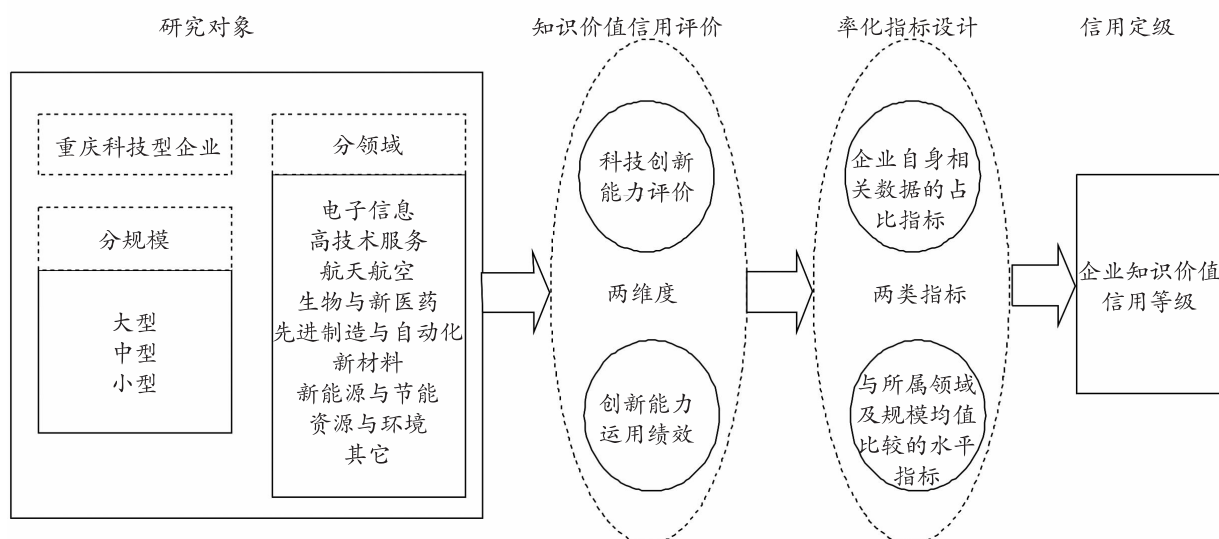 研究对象
知识价值信用评价
率化指标设计
信用定级
重庆科技型企业
分规模
大型
中型
小型
分领域
电子信息
高技术服务
航天航空
生物与新医药
先进制造与自动化
新材料
新能源与节能
资源与环境
其它
科技创新
能力评价
两维度
创新能力
运用绩效
企业自身相
关数据的占
比指标
两类指标
与所属领域
及规模均值
比较的水平
指标
企业知识价值
信用等级